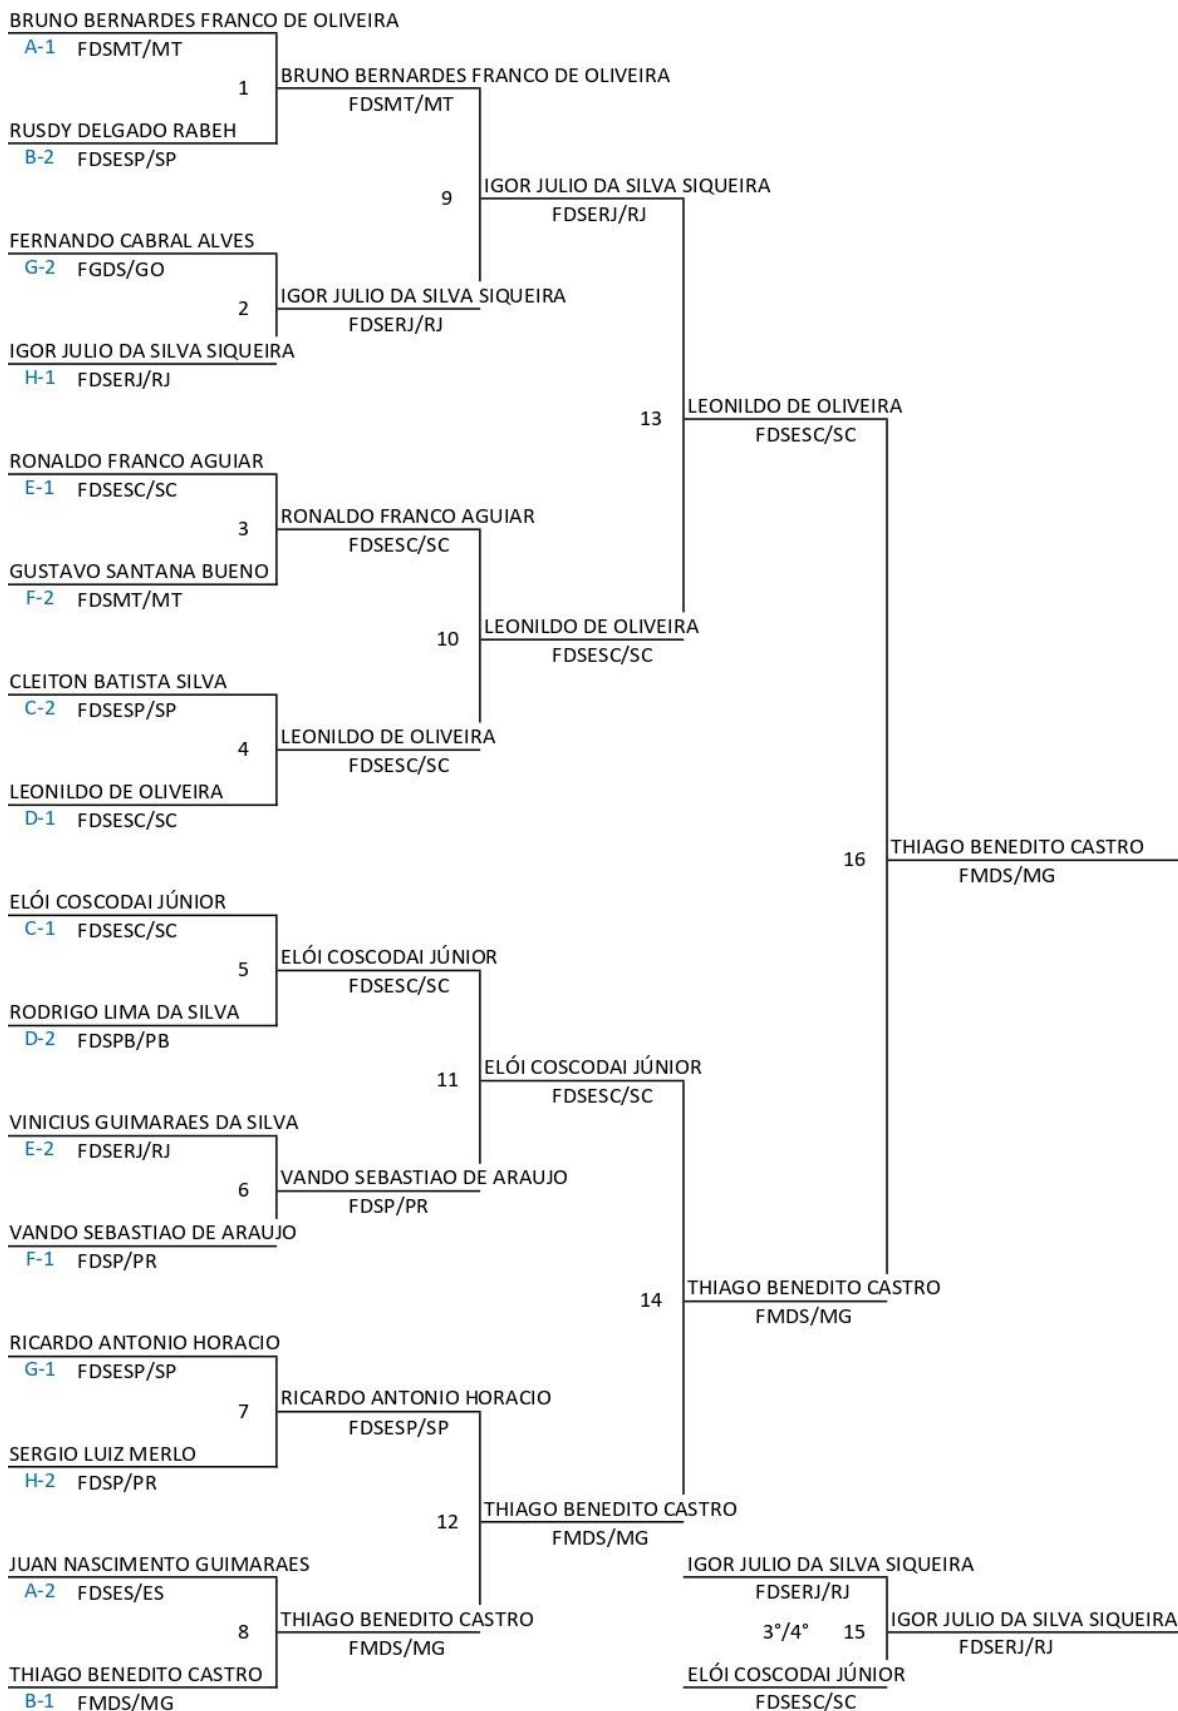 BRUNO BERNARDES FRANCO DE OLIVEIRA
A-1 FDSMT/MT
1 BRUNO BERNARDES FRANCO DE OLIVEIRA
FDSMT/MT
RUSDY DELGADO RABEH
B-2 FDSESP/SP
9 IGOR JULIO DA SILVA SIQUEIRA
FDSERJ/RJ
FERNANDO CABRAL ALVES
G-2 FGDS/GO
2 IGOR JULIO DA SILVA SIQUEIRA
FDSERJ/RJ
IGOR JULIO DA SILVA SIQUEIRA
H-1 FDSERJ/RJ
13 LEONILDO DE OLIVEIRA
FDSESC/SC
RONALDO FRANCO AGUIAR
E-1 FDSESC/SC
3 RONALDO FRANCO AGUIAR
FDSESC/SC
GUSTAVO SANTANA BUENO
F-2 FDSMT/MT
10 LEONILDO DE OLIVEIRA
FDSESC/SC
CLEITON BATISTA SILVA
C-2 FDSESP/SP
4 LEONILDO DE OLIVEIRA
FDSESC/SC
LEONILDO DE OLIVEIRA
D-1 FDSESC/SC
16 THIAGO BENEDITO CASTRO
FMDS/MG
ELÓI COSCODAI JÚNIOR
C-1 FDSESC/SC
5 ELÓI COSCODAI JÚNIOR
FDSESC/SC
RODRIGO LIMA DA SILVA
D-2 FDSPB/PB
11 ELÓI COSCODAI JÚNIOR
FDSESC/SC
VINICIUS GUIMARAES DA SILVA
E-2 FDSERJ/RJ
6 VANDO SEBASTIAO DE ARAUJO
FDSP/PR
VANDO SEBASTIAO DE ARAUJO
F-1 FDSP/PR
14 THIAGO BENEDITO CASTRO
FMDS/MG
RICARDO ANTONIO HORACIO
G-1 FDSESP/SP
7 RICARDO ANTONIO HORACIO
FDSESP/SP
SERGIO LUIZ MERLO
H-2 FDSP/PR
12 THIAGO BENEDITO CASTRO
FMDS/MG
JUAN NASCIMENTO GUIMARAES
A-2 FDSES/ES
8 THIAGO BENEDITO CASTRO
FMDS/MG
THIAGO BENEDITO CASTRO
B-1 FMDS/MG
IGOR JULIO DA SILVA SIQUEIRA
FDSERJ/RJ
3°/4° 15 IGOR JULIO DA SILVA SIQUEIRA
FDSERJ/RJ
ELÓI COSCODAI JÚNIOR
FDSESC/SC